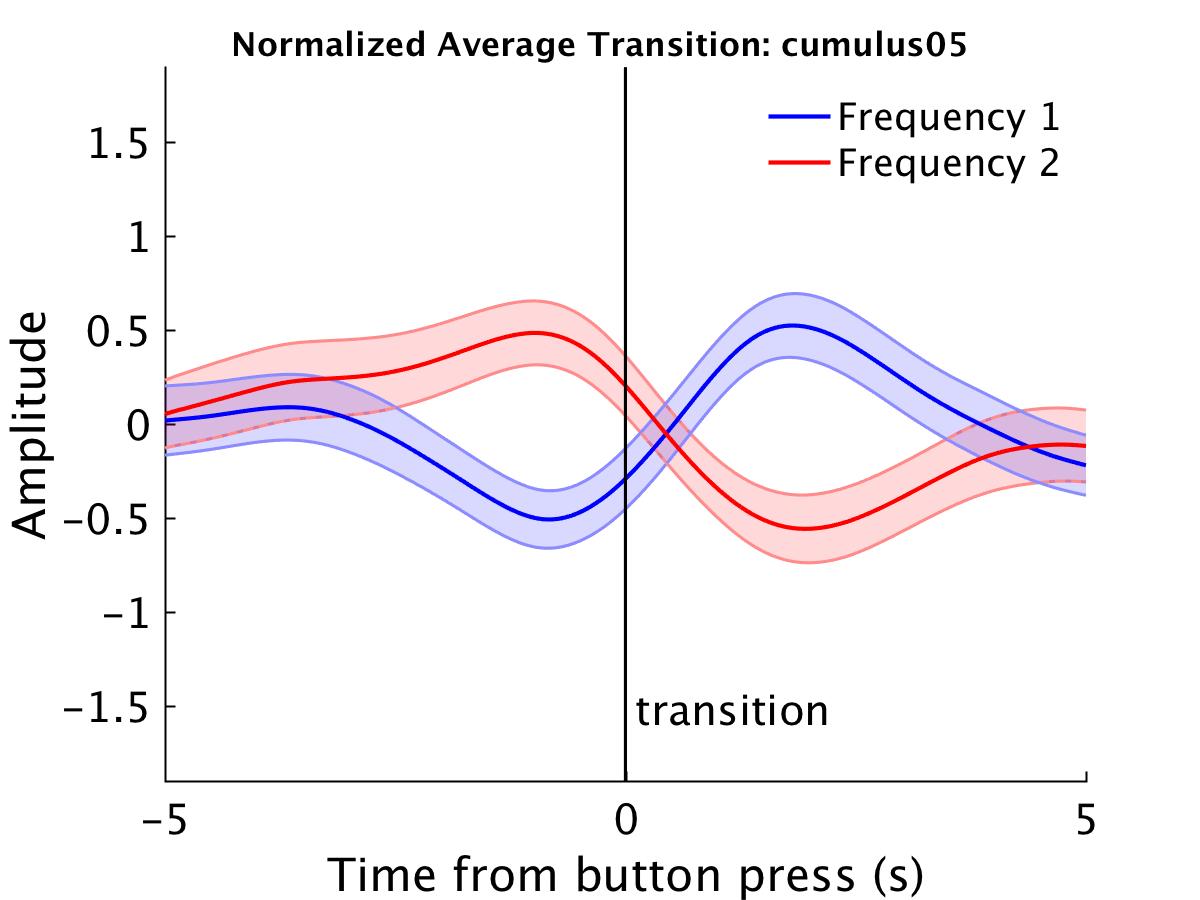 Normalized Average Transition: cumulus05
Frequency 1
Frequency 2
1.5
1
0.5
0
−0.5
−1
−1.5
Amplitude
transition
−5
0
5
Time from button press (s)